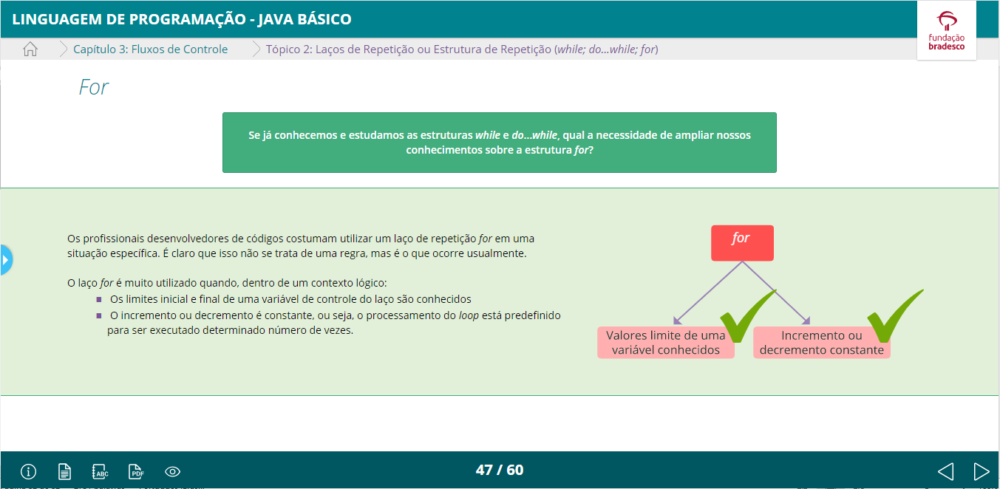 LINGUAGEM DE PROGRAMAÇÃO - JAVA BÁSICO
fundação
bradesco
Capítulo 3: Fluxos de Controle
Tópico 2: Laços de Repetição ou Estrutura de Repetição (while; do...while; for)
For
Se já conhecemos e estudamos as estruturas while e do...while, qual a necessidade de ampliar nossos
conhecimentos sobre a estrutura for?
Os profissionais desenvolvedores de códigos costumam utilizar um laço de repetição for em uma
situação específica. É claro que isso não se trata de uma regra, mas é o que ocorre usualmente.
O laço for é muito utilizado quando, dentro de um contexto lógico:
Os limites inicial e final de uma variável de controle do laço são conhecidos
O incremento ou decremento é constante, ou seja, o processamento do loop está predefinido
para ser executado determinado número de vezes.
for
Valores limite de uma
variável conhecidos
Incremento ou
decremento constante
ABC
PDF
47 / 60